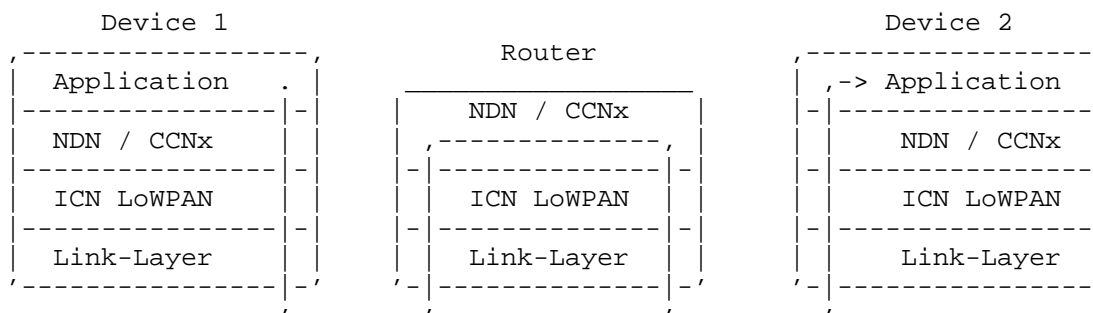 Device 1 Device 2
Router
Application . ,-> Application
NDN / CCNx
NDN / CCNx NDN / CCNx
ICN LoWPAN ICN LoWPAN ICN LoWPAN
Link-Layer Link-Layer Link-Layer